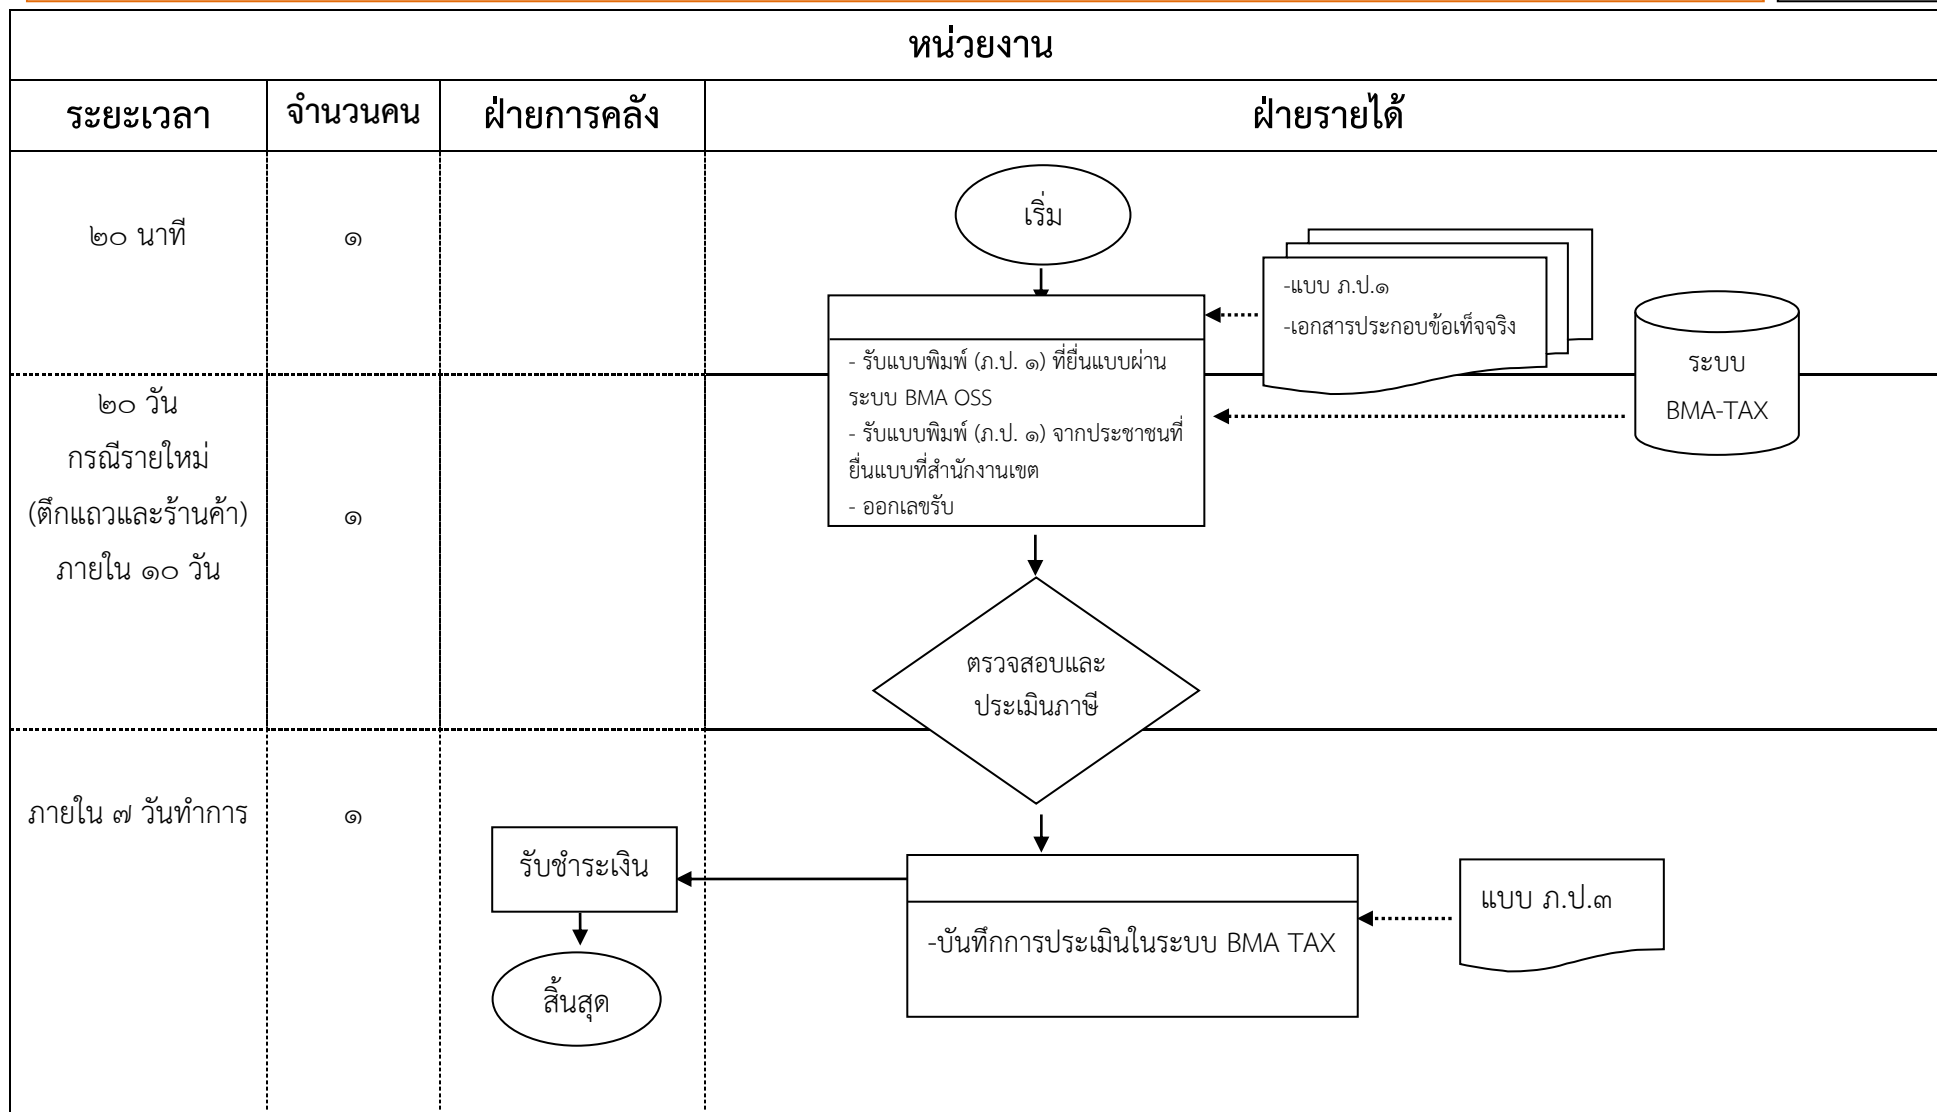 หน่วยงาน
ระยะเวลา
จำนวนคน
ฝ่ายการคลัง
ฝ่ายรายได้
๒๐ นาที
๑
เริ่ม
-แบบ ภ.ป.๑
-เอกสารประกอบข้อเท็จจริง
- รับแบบพิมพ์ (ภ.ป. ๑) ที่ยื่นแบบผ่าน
ระบบ BMA OSS
- รับแบบพิมพ์ (ภ.ป. ๑) จากประชาชนที่
ยื่นแบบที่สำนักงานเขต
- ออกเลขรับ
ระบบ
BMA-TAX
๒๐ วัน
กรณีรายใหม่
(ตึกแถวและร้านค้า)
ภายใน ๑๐ วัน
๑
ตรวจสอบและ
ประเมินภาษี
ภายใน ๗ วันทำการ
๑
รับชำระเงิน
-บันทึกการประเมินในระบบ BMA TAX
แบบ ภ.ป.๓
สิ้นสุด